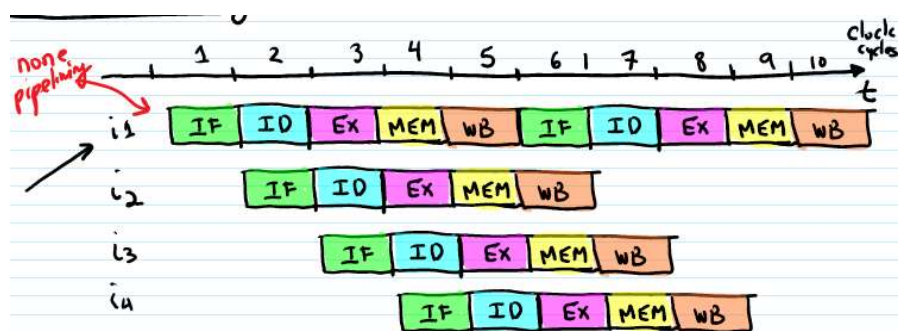 1 2 3 4 5 6 7 8 9 10 clock cycles
t
none pipelining
i1 IF ID EX MEM WB IF ID EX MEM WB
i2 IF ID EX MEM WB
i3 IF ID EX MEM WB
i4 IF ID EX MEM WB